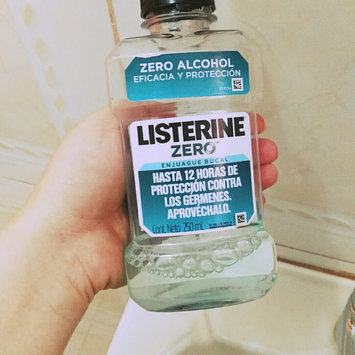 ZERO ALCOHOL
EFICACIA Y PROTECCIÓN
LISTERINE
ZERO™
ENJUAGUE BUCAL
HASTA 12 HORAS DE
PROTECCIÓN CONTRA
LOS GÉRMENES.
APROVÉCHALO.
Cont. Neto 250 mL